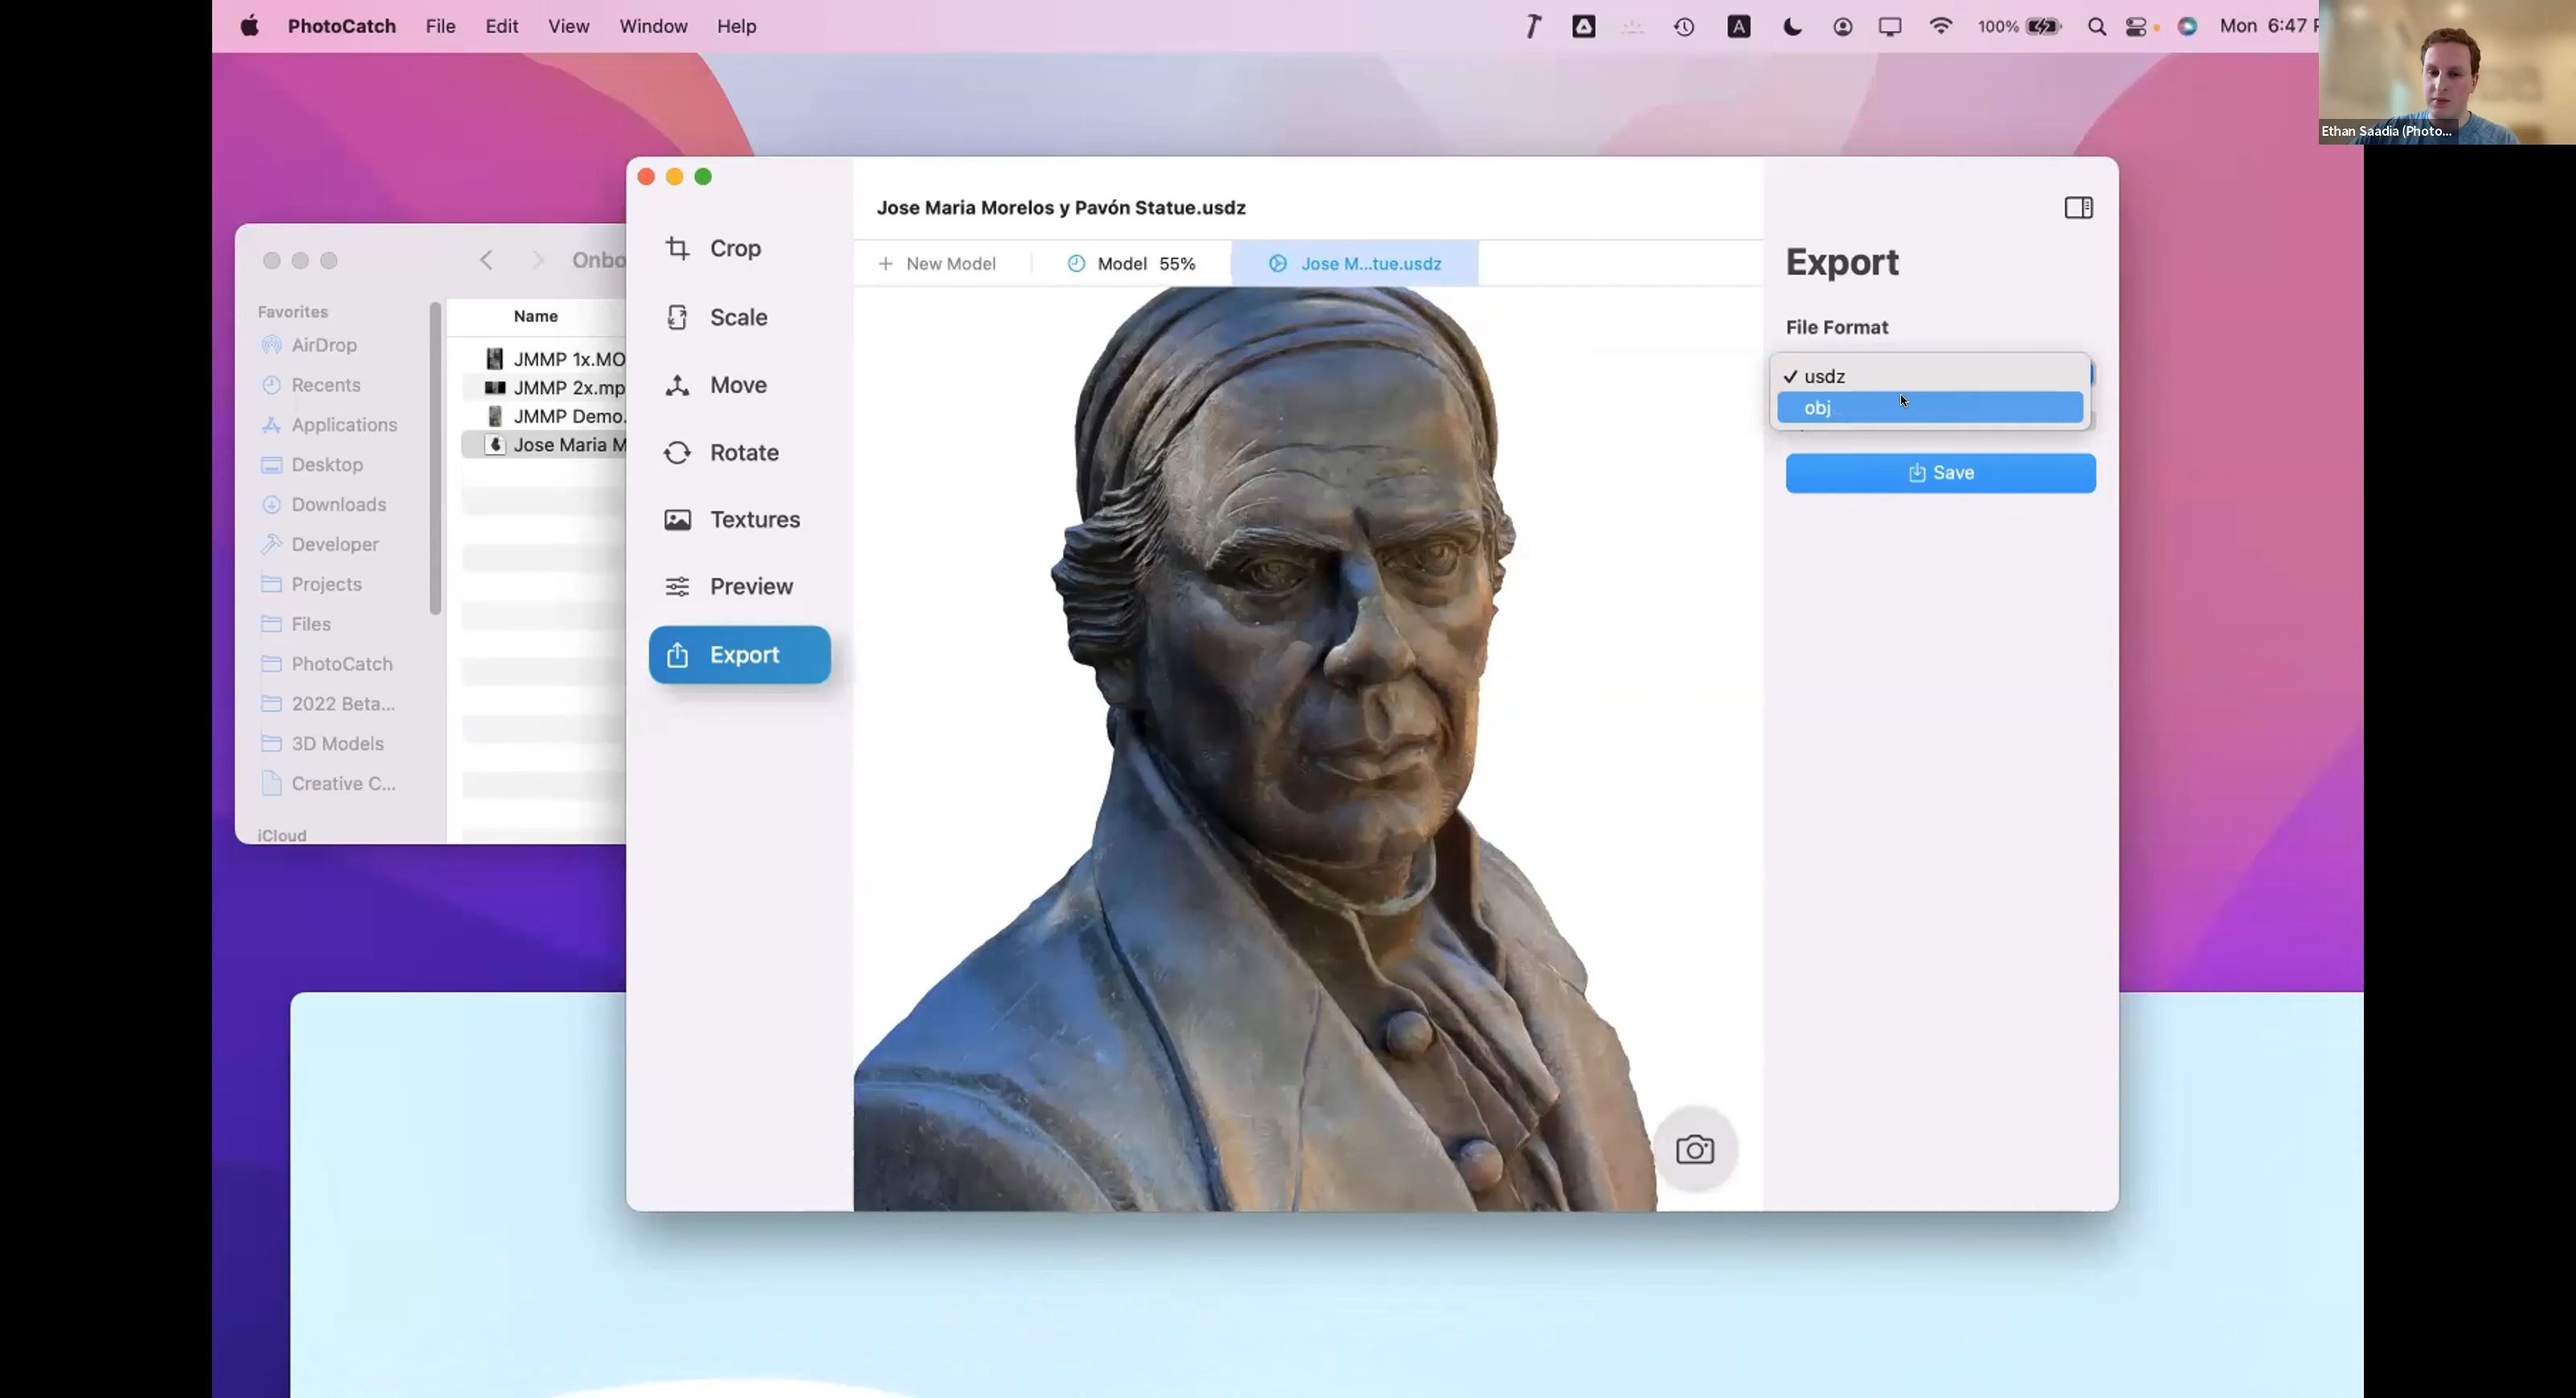 PhotoCatch File Edit View Window Help
A
100%
Mon 6:47
Ethan Saadia (Photo...
Jose Maria Morelos y Pavón Statue.usdz
+ New Model
Model 55%
Jose M...tue.usdz
Crop
Scale
Move
Rotate
Textures
Preview
Export
Export
File Format
✓ usdz
obj
Save
Onbo
Favorites
AirDrop
Recents
Applications
Desktop
Downloads
Developer
Projects
Files
PhotoCatch
2022 Beta...
3D Models
Creative C...
iCloud
Name
JMMP 1x.MO
JMMP 2x.mp
JMMP Demo.
Jose Maria M